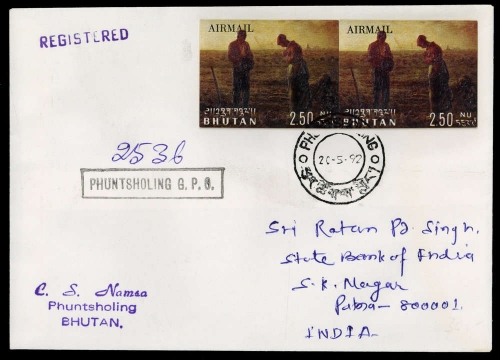 REGISTERED
AIRMAIL
BHUTAN 2.50 NU
AIRMAIL
BHUTAN 2.50 NU
2536
PHUNTSHOLING G.P.O.
20-5-92
Sri Ratan Pd. Singh.
State Bank of India
S.K. Nagar
Patna - 800001.
INDIA
C. S. Namsa
Phuntsholing
BHUTAN.